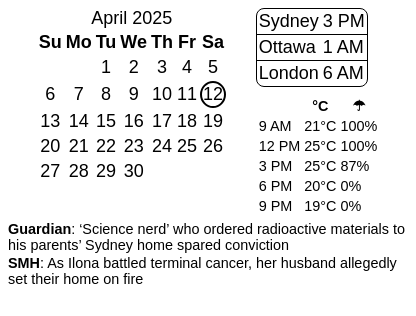 April 2025
Su Mo Tu We Th Fr Sa
1 2 3 4 5
6 7 8 9 10 11 12
13 14 15 16 17 18 19
20 21 22 23 24 25 26
27 28 29 30
Sydney 3 PM
Ottawa 1 AM
London 6 AM
°C ☂
9 AM 21°C 100%
12 PM 25°C 100%
3 PM 25°C 87%
6 PM 20°C 0%
9 PM 19°C 0%
Guardian: ‘Science nerd’ who ordered radioactive materials to
his parents’ Sydney home spared conviction
SMH: As Ilona battled terminal cancer, her husband allegedly
set their home on fire